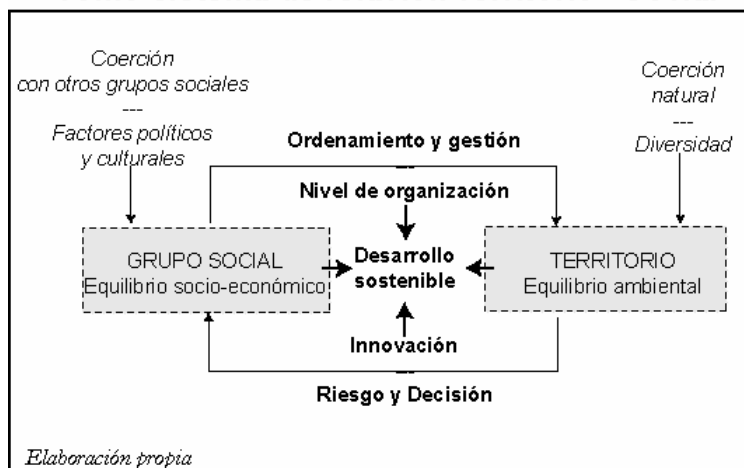 Coerción
con otros grupos sociales
---
Factores políticos
y culturales
Coerción
natural
---
Diversidad
Ordenamiento y gestión
Nivel de organización
GRUPO SOCIAL
Equilibrio socio-económico
Desarrollo
sostenible
TERRITORIO
Equilibrio ambiental
Innovación
Riesgo y Decisión
Elaboración propia